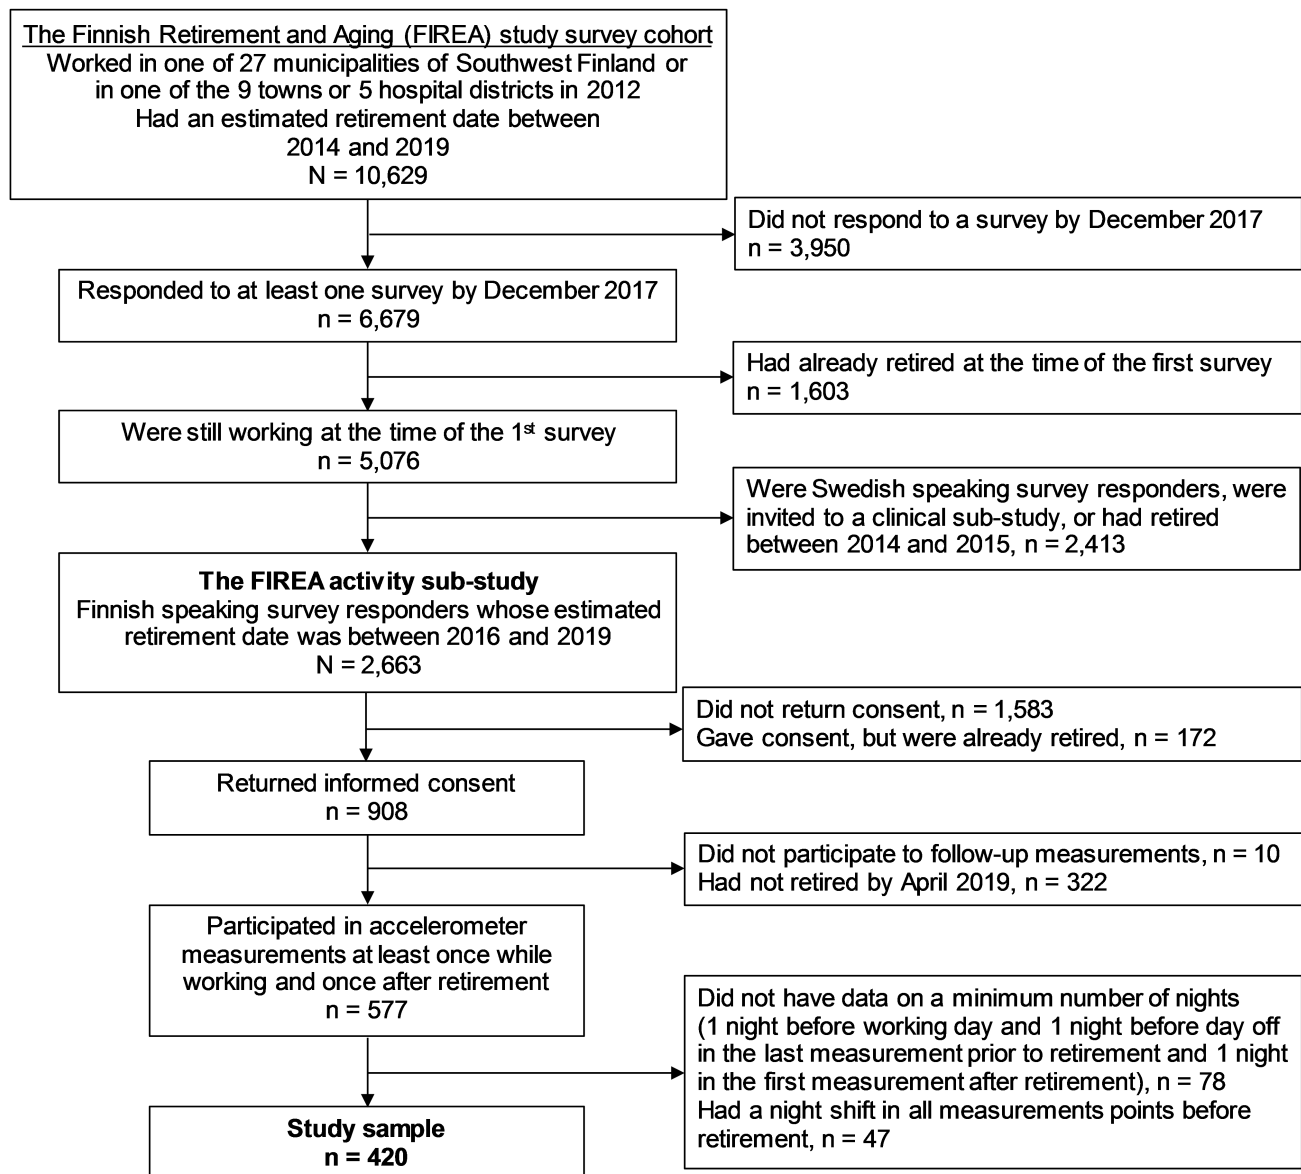 The Finnish Retirement and Aging (FIREA) study survey cohort
Worked in one of 27 municipalities of Southwest Finland or
in one of the 9 towns or 5 hospital districts in 2012
Had an estimated retirement date between
2014 and 2019
N = 10,629
Did not respond to a survey by December 2017
n = 3,950
Responded to at least one survey by December 2017
n = 6,679
Had already retired at the time of the first survey
n = 1,603
Were still working at the time of the 1st survey
n = 5,076
Were Swedish speaking survey responders, were
invited to a clinical sub-study, or had retired
between 2014 and 2015, n = 2,413
The FIREA activity sub-study
Finnish speaking survey responders whose estimated
retirement date was between 2016 and 2019
N = 2,663
Did not return consent, n = 1,583
Gave consent, but were already retired, n = 172
Returned informed consent
n = 908
Did not participate to follow-up measurements, n = 10
Had not retired by April 2019, n = 322
Participated in accelerometer
measurements at least once while
working and once after retirement
n = 577
Did not have data on a minimum number of nights
(1 night before working day and 1 night before day off
in the last measurement prior to retirement and 1 night
in the first measurement after retirement), n = 78
Had a night shift in all measurements points before
retirement, n = 47
Study sample
n = 420